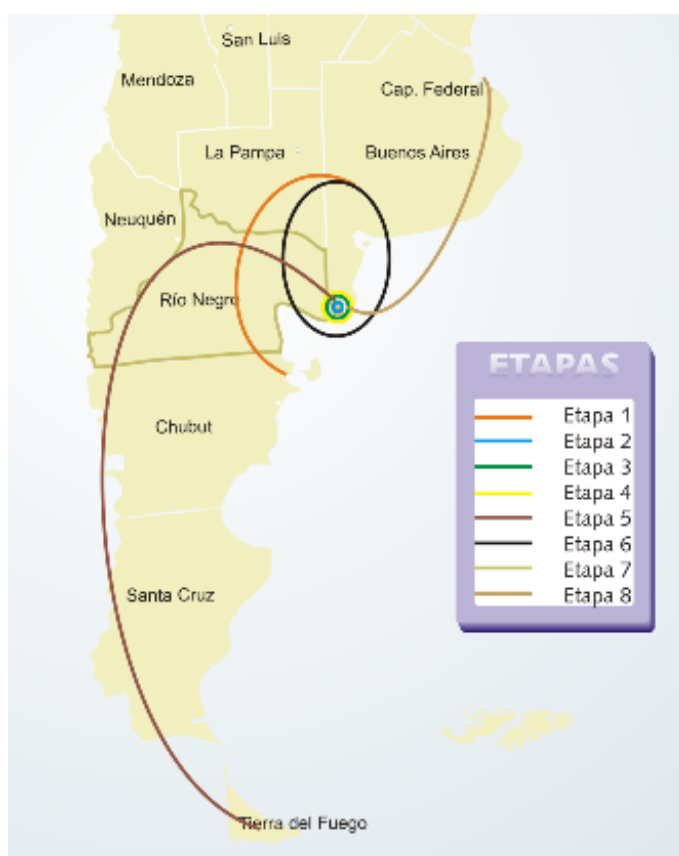 San Luis
Mendoza
Cap. Federal
La Pampa
Buenos Aires
Neuquén
Río Negro
ETAPAS
Etapa 1
Etapa 2
Etapa 3
Etapa 4
Etapa 5
Etapa 6
Etapa 7
Etapa 8
Chubut
Santa Cruz
Tierra del Fuego